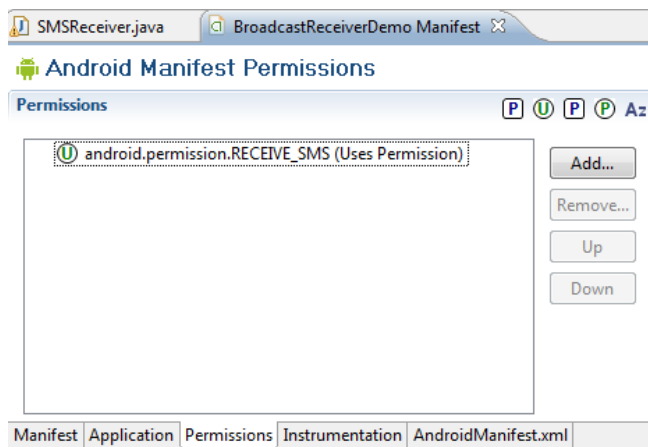 SMSReceiver.java BroadcastReceiverDemo Manifest
Android Manifest Permissions
Permissions P U P P Az
U android.permission.RECEIVE_SMS (Uses Permission)
Add...
Remove...
Up
Down
Manifest Application Permissions Instrumentation AndroidManifest.xml